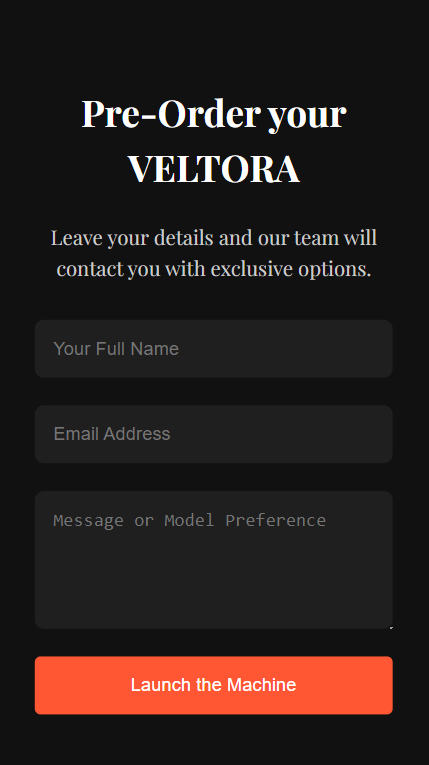 Pre-Order your
VELTORA
Leave your details and our team will
contact you with exclusive options.
Your Full Name
Email Address
Message or Model Preference
Launch the Machine